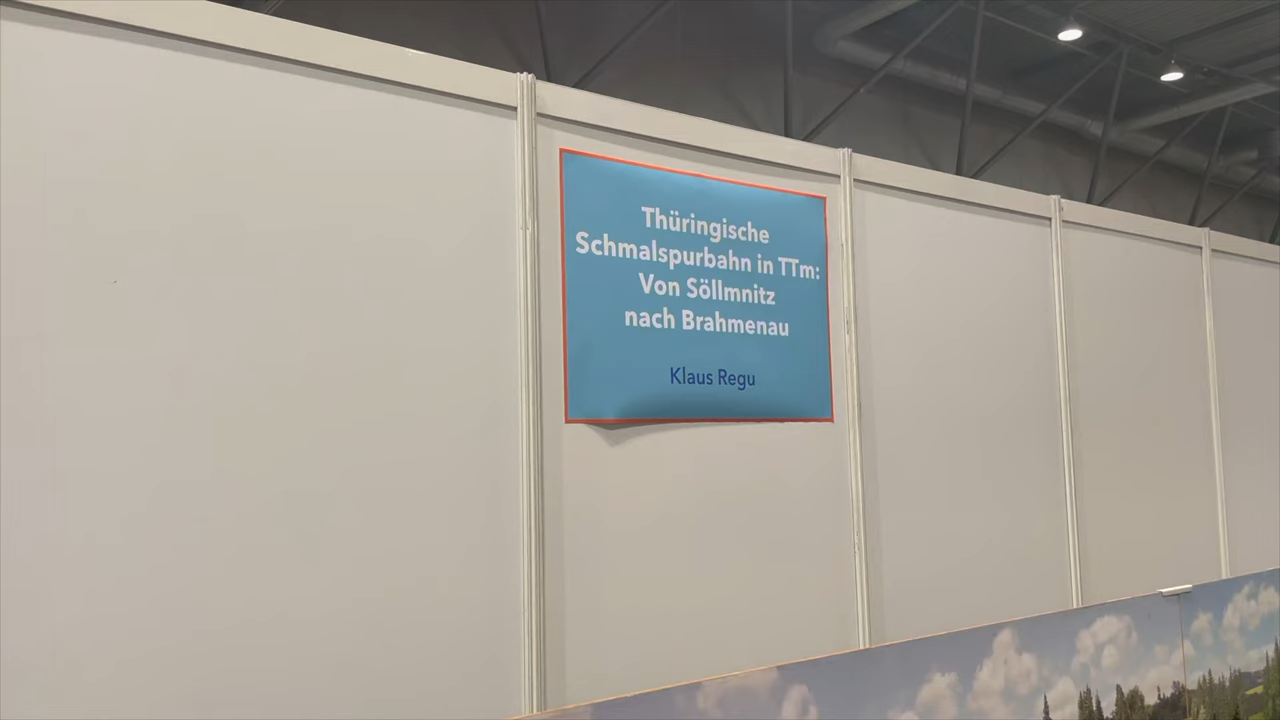 Thüringische
Schmalspurbahn in TTm:
Von Söllmnitz
nach Brahmenau
Klaus Regu